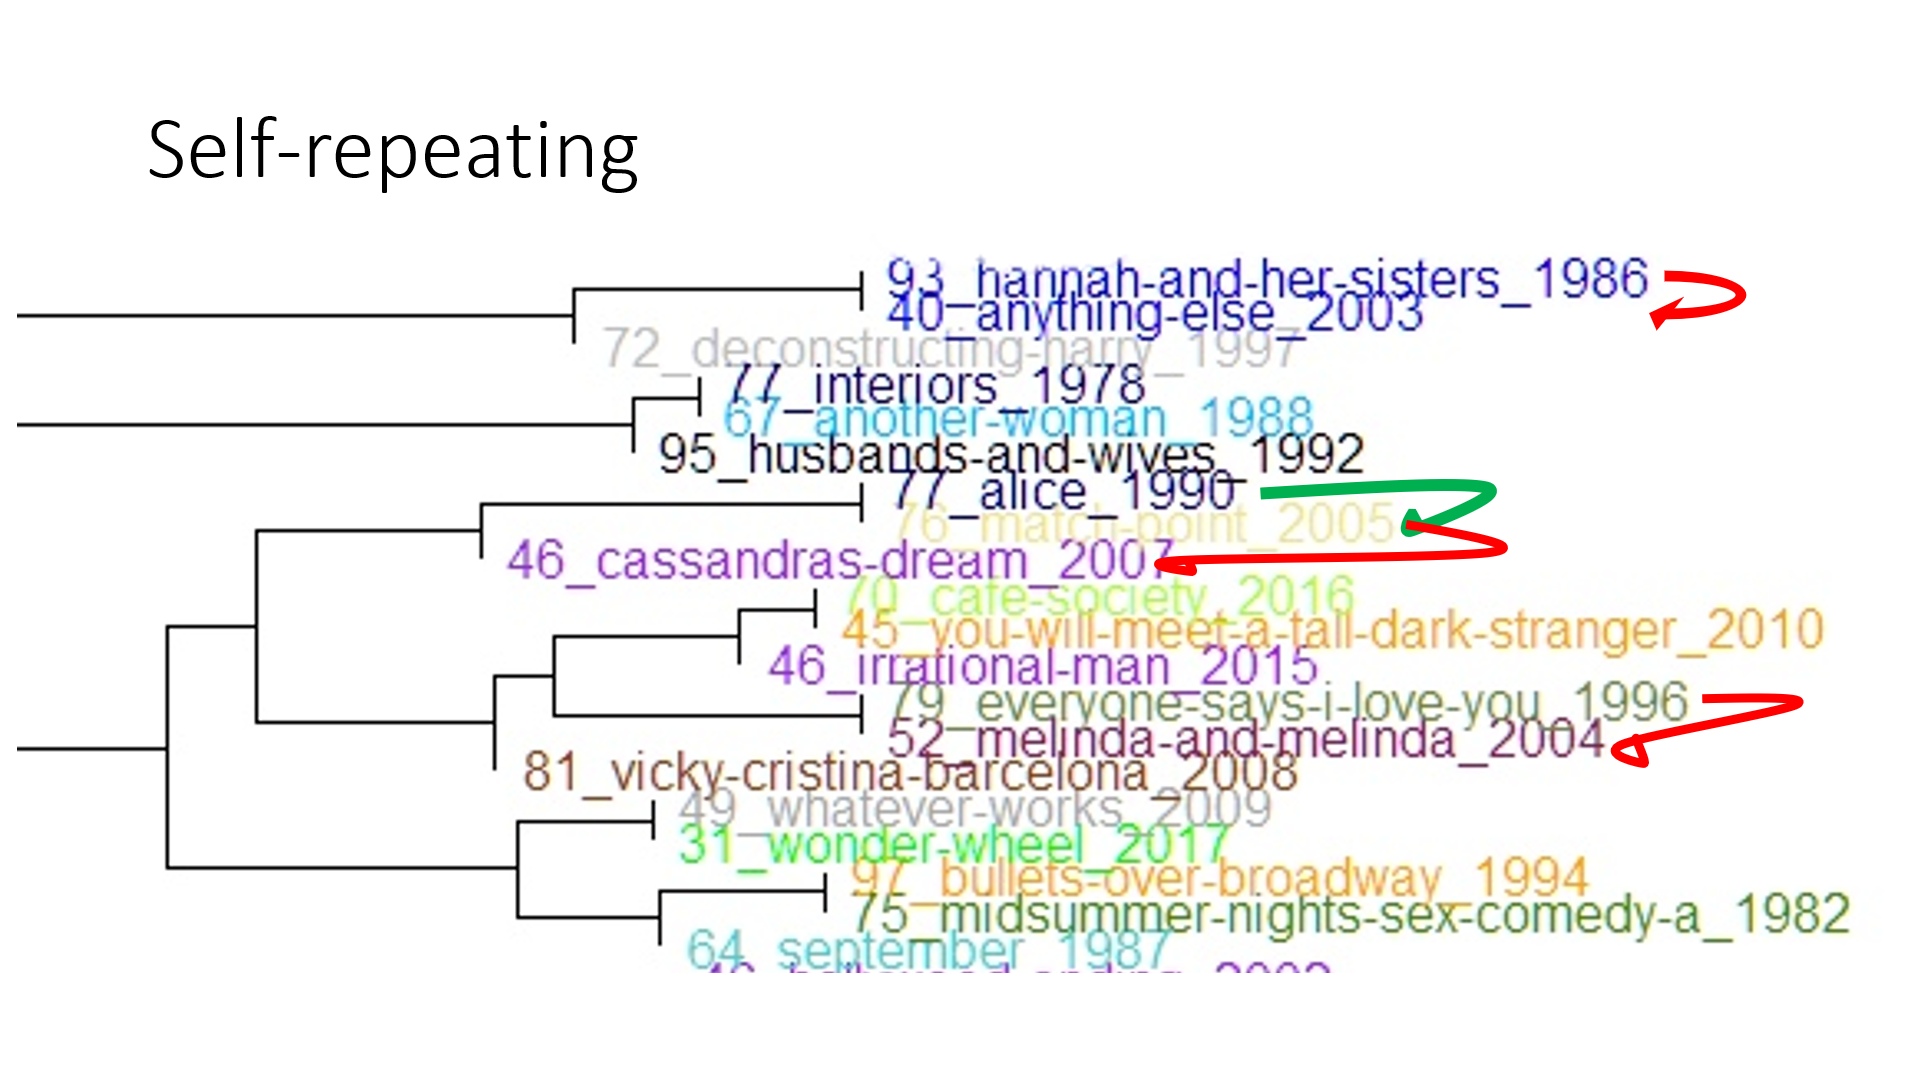 Self-repeating
93_hannah-and-her-sisters_1986
40_anything-else_2003
72_deconstructing-harry_1997
77_interiors_1978
67_another-woman_1988
95_husbands-and-wives_1992
77_alice_1990
76_match-point_2005
46_cassandras-dream_2007
70_cafe-society_2016
45_you-will-meet-a-tall-dark-stranger_2010
46_irrational-man_2015
79_everyone-says-i-love-you_1996
52_melinda-and-melinda_2004
81_vicky-cristina-barcelona_2008
49_whatever-works_2009
31_wonder-wheel_2017
97_bullets-over-broadway_1994
75_midsummer-nights-sex-comedy-a_1982
64_september_1987